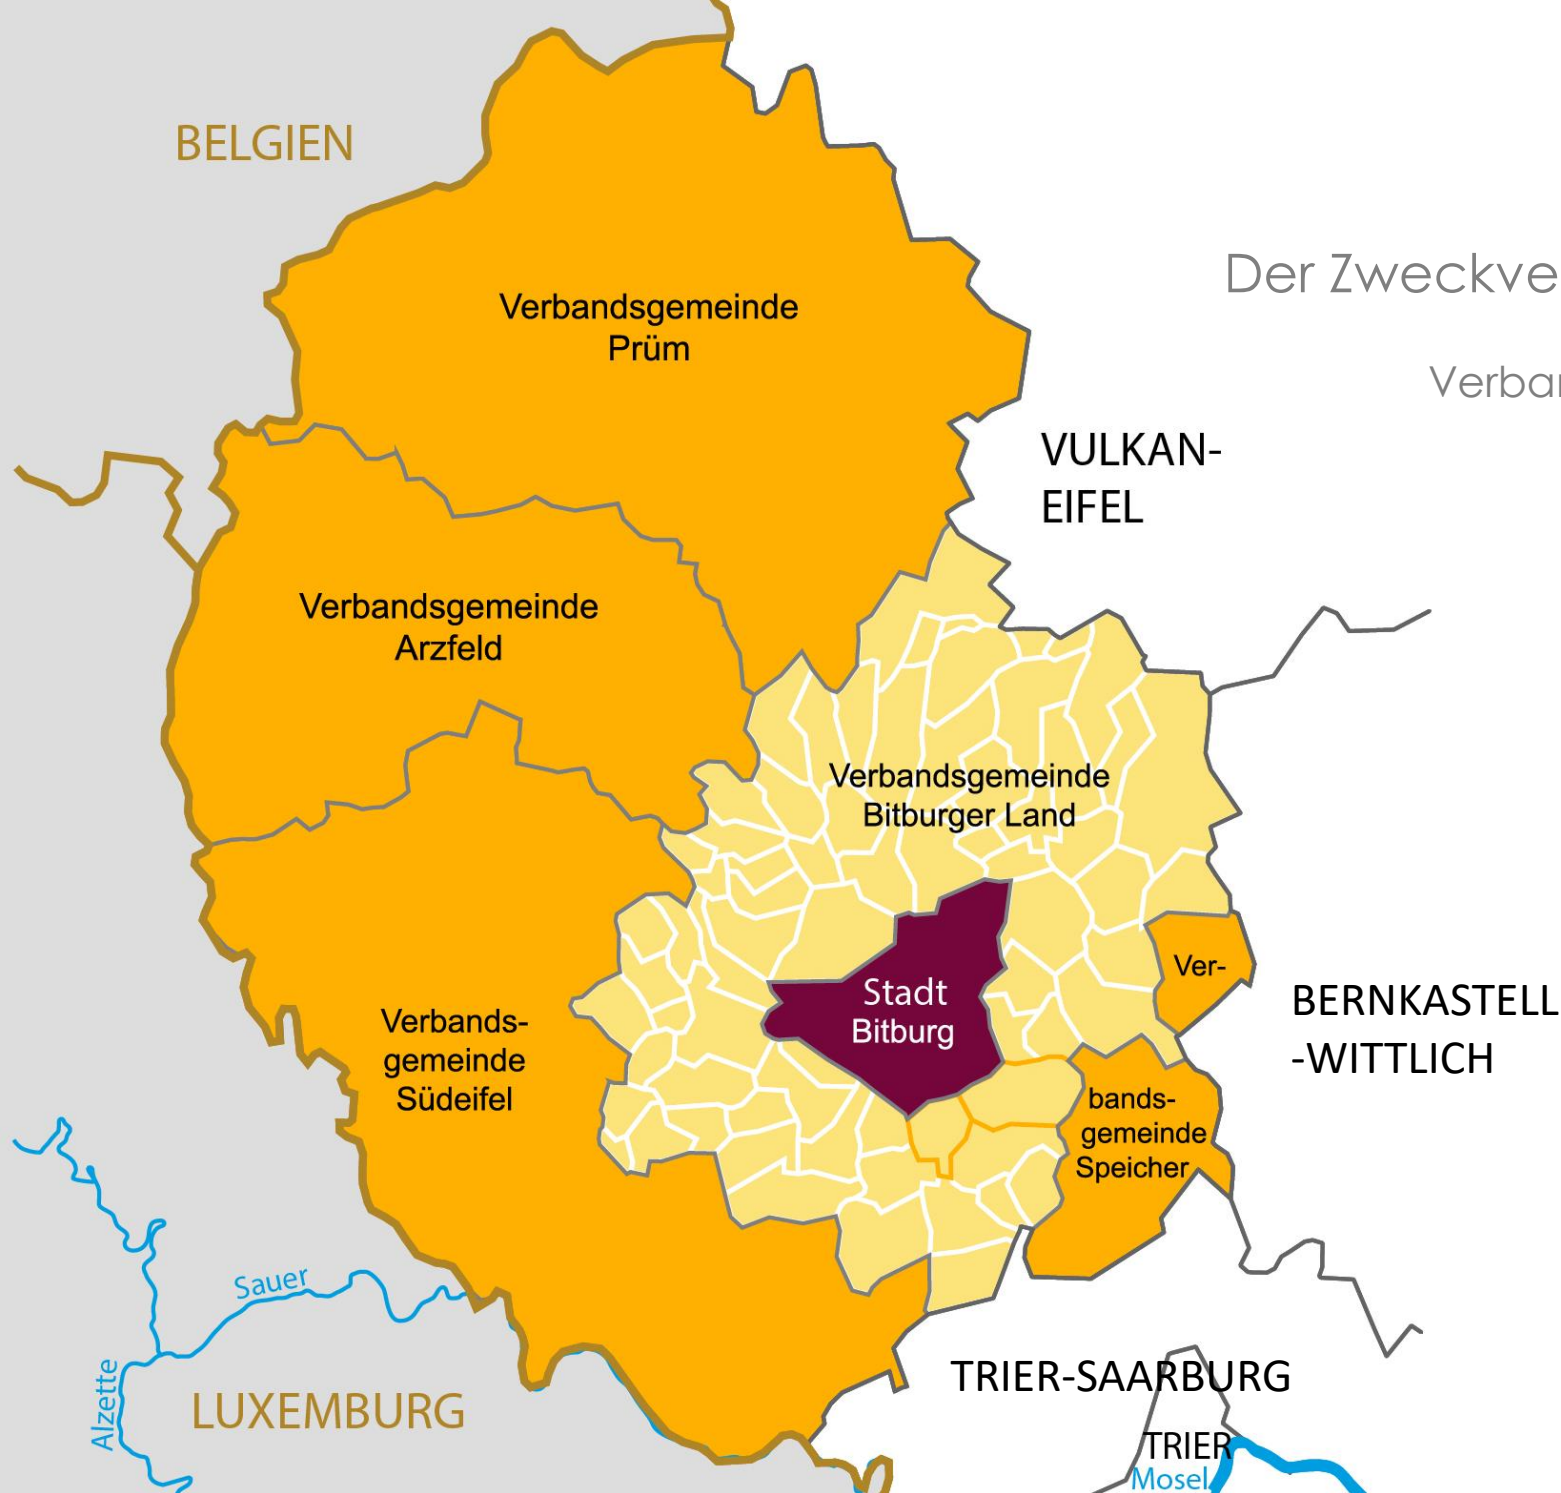 BELGIEN
Der Zweckve
Verbandsgemeinde
Prüm
Verbar
VULKAN-
EIFEL
Verbandsgemeinde
Arzfeld
Verbandsgemeinde
Bitburger Land
Ver-
Stadt
Bitburg
BERNKASTELL
-WITTLICH
Verbands-
gemeinde
Südeifel
bands-
gemeinde
Speicher
Sauer
Alzette
LUXEMBURG
TRIER-SAARBURG
TRIER
Mosel